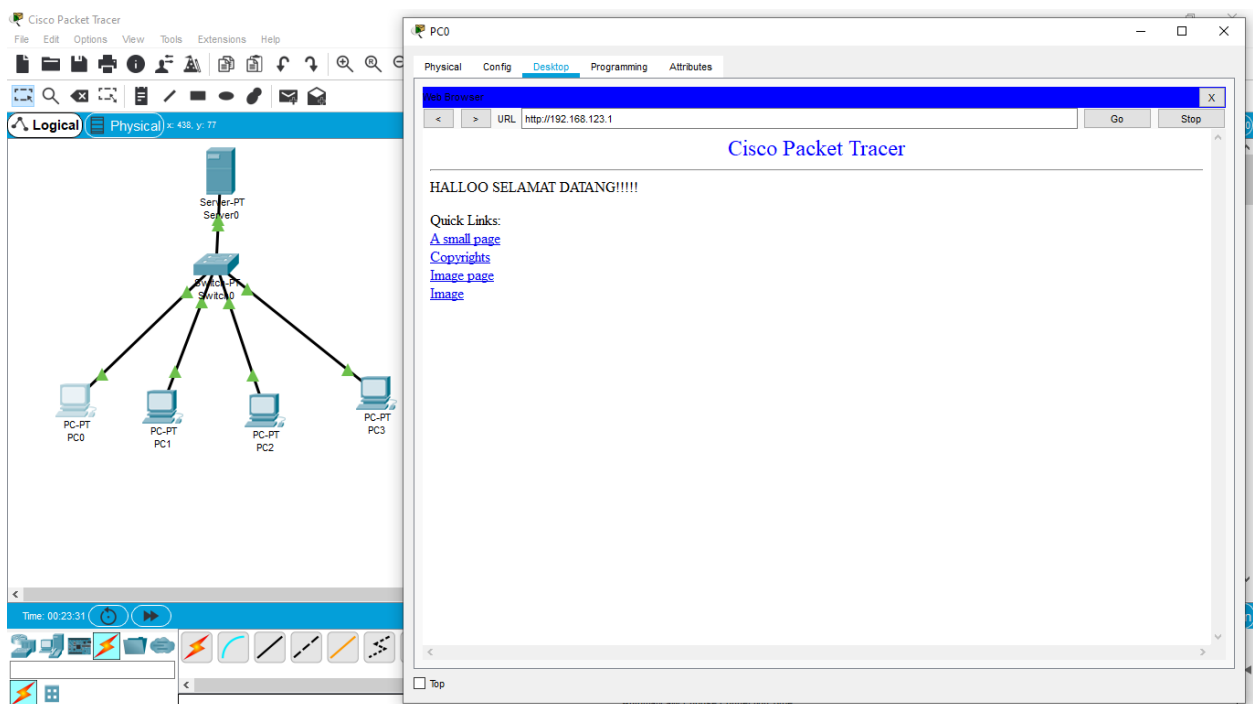 Cisco Packet Tracer
File Edit Options View Tools Extensions Help
Logical Physical x: 438, y: 77
Server-PT
Server0
Switch-PT
Switch0
PC-PT
PC0
PC-PT
PC1
PC-PT
PC2
PC-PT
PC3
Time: 00:23:31
PC0
Physical Config Desktop Programming Attributes
Web Browser X
< > URL http://192.168.123.1 Go Stop
Cisco Packet Tracer
HALLOO SELAMAT DATANG!!!!!
Quick Links:
A small page
Copyrights
Image page
Image
Top